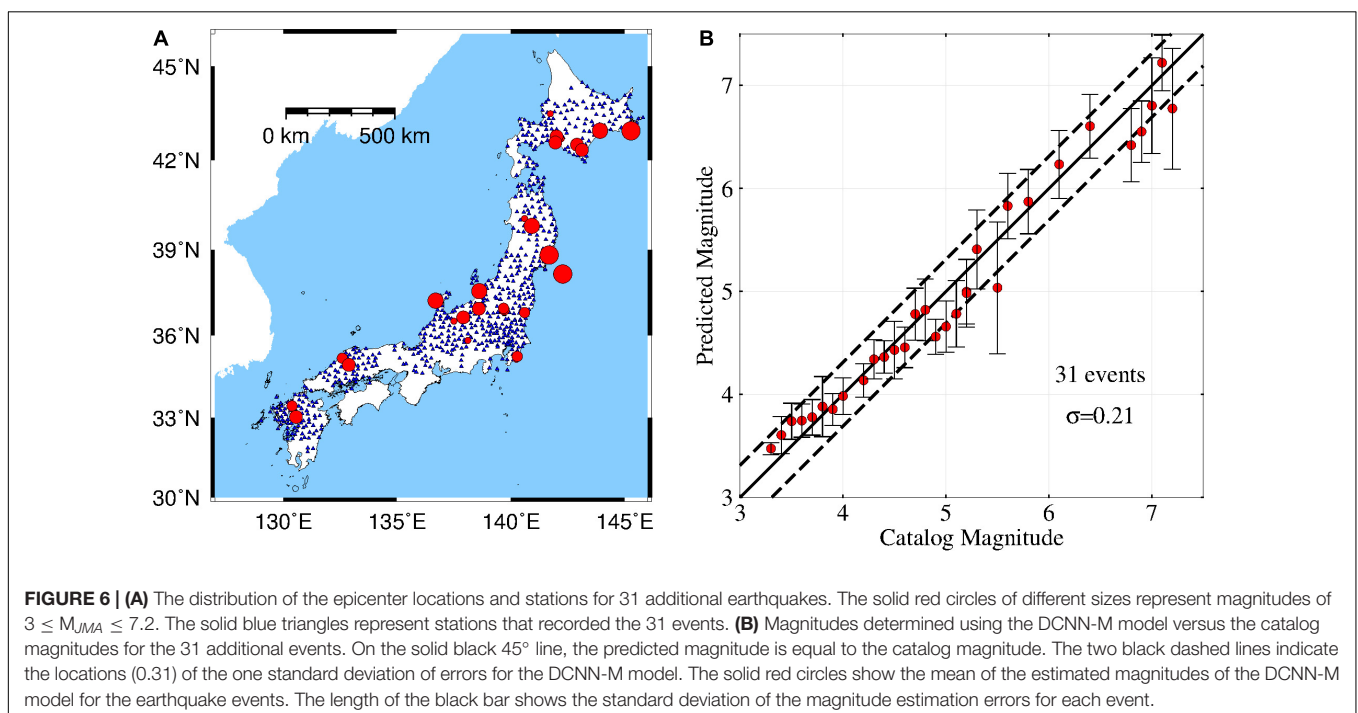 A
45°N
42°N
39°N
36°N
33°N
30°N
0 km 500 km
130°E 135°E 140°E 145°E
B
Predicted Magnitude
7
6
5
4
3
31 events
σ=0.21
3 4 5 6 7
Catalog Magnitude
FIGURE 6 | (A) The distribution of the epicenter locations and stations for 31 additional earthquakes. The solid red circles of different sizes represent magnitudes of
3 ≤ M_JMA ≤ 7.2. The solid blue triangles represent stations that recorded the 31 events. (B) Magnitudes determined using the DCNN-M model versus the catalog
magnitudes for the 31 additional events. On the solid black 45° line, the predicted magnitude is equal to the catalog magnitude. The two black dashed lines indicate
the locations (0.31) of the one standard deviation of errors for the DCNN-M model. The solid red circles show the mean of the estimated magnitudes of the DCNN-M
model for the earthquake events. The length of the black bar shows the standard deviation of the magnitude estimation errors for each event.